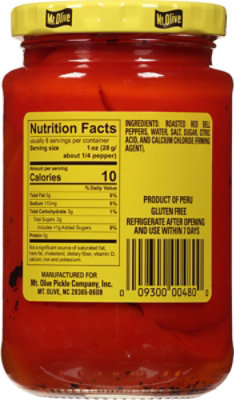 Mt. Olive
Mt. Olive
Nutrition Facts
usually 8 servings per container
Serving size 1 oz (28 g/
about 1/4 pepper)
Amount per serving
Calories 10
% Daily Value
Total Fat 0g 0%
Sodium 110mg 5%
Total Carbohydrate 3g 1%
Total Sugars 2g
Includes <1g Added Sugars
Protein 0g
Not a significant source of saturated fat,
trans fat, cholesterol, dietary fiber, vitamin D,
calcium, iron and potassium.
MANUFACTURED FOR
Mt. Olive Pickle Company, Inc.
MT. OLIVE, NC 28365-0609
INGREDIENTS: ROASTED RED BELL
PEPPERS, WATER, SALT, SUGAR, CITRIC
ACID, AND CALCIUM CHLORIDE (FIRMING
AGENT).
PRODUCT OF PERU
GLUTEN FREE
REFRIGERATE AFTER OPENING
AND USE WITHIN 7 DAYS
0 09300 00480 0